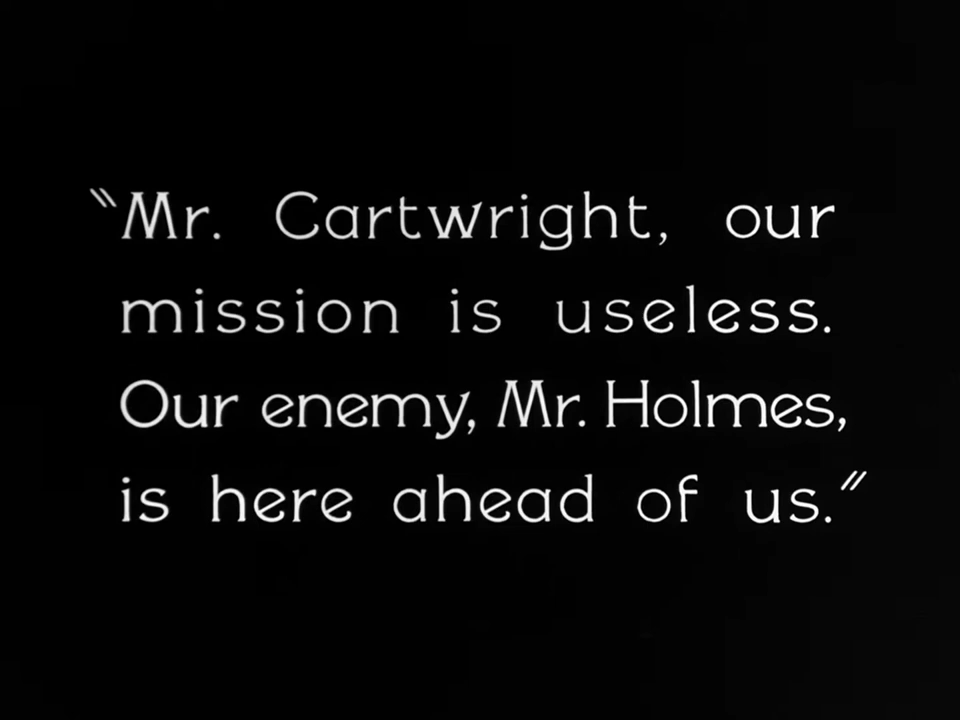 "Mr. Cartwright, our
mission is useless.
Our enemy, Mr. Holmes,
is here ahead of us."